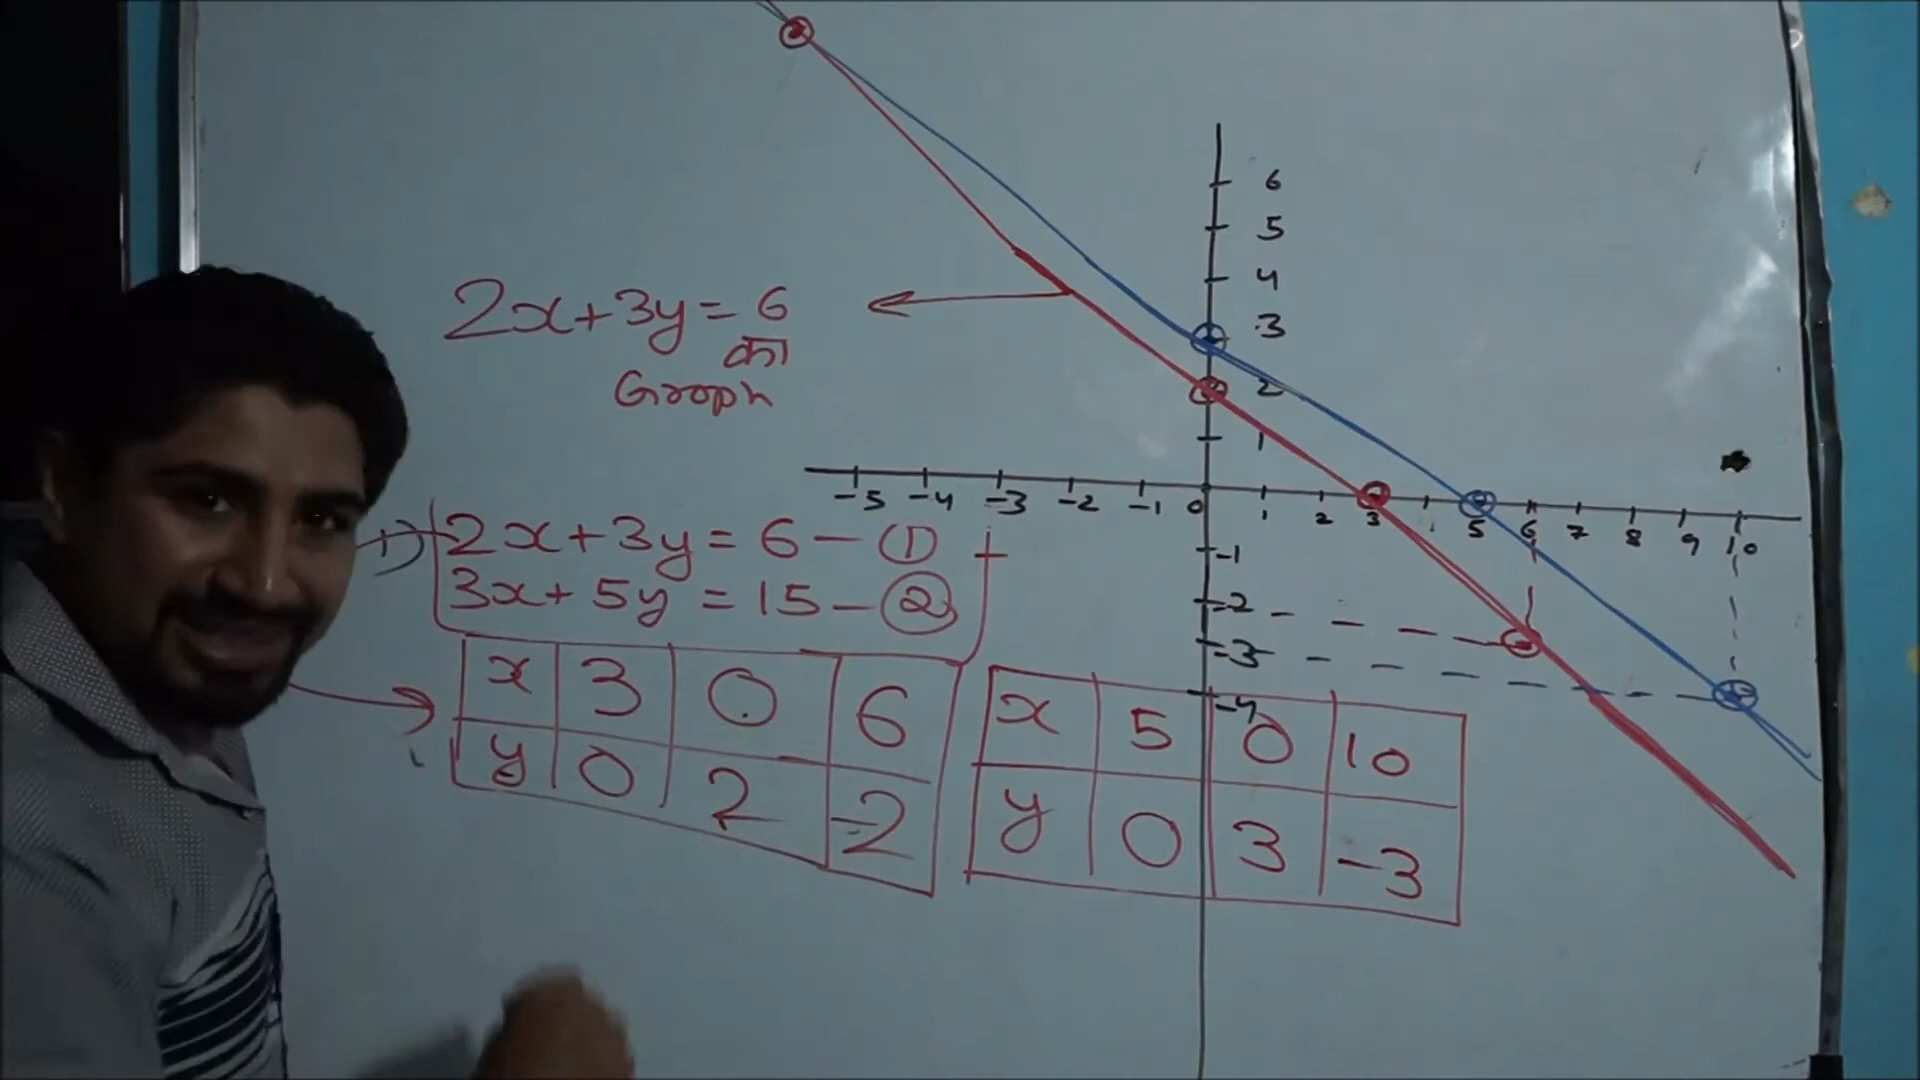 6
5
2x+3y=6
4
का
3
Graph
2
1
-5 -4 -3 -2 -1 0 1 2 3 5 6 7 8 9 10
1) 2x+3y=6-①
-1
3x+5y=15-②
-2
-3
-4
x 3 0 6
y 0 2 -2
x 5 0 10
y 0 3 -3